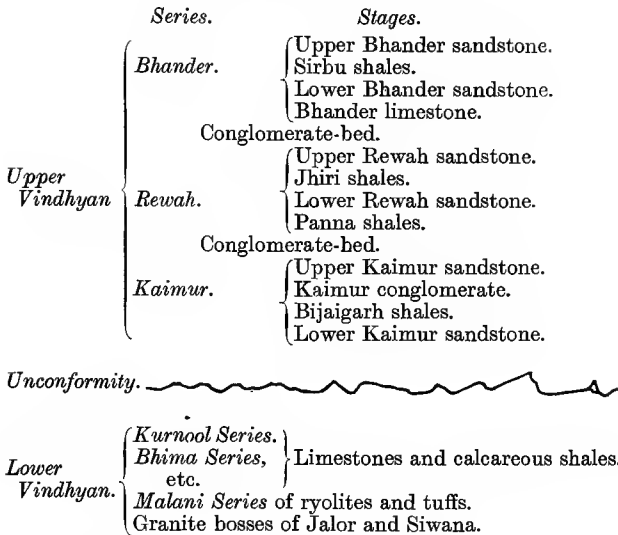 Series. Stages.
Upper Bhander sandstone.
Bhander. Sirbu shales.
Lower Bhander sandstone.
Bhander limestone.
Conglomerate-bed.
Upper Rewah sandstone.
Upper Jhiri shales.
Vindhyan Rewah. Lower Rewah sandstone.
Panna shales.
Conglomerate-bed.
Upper Kaimur sandstone.
Kaimur. Kaimur conglomerate.
Bijaigarh shales.
Lower Kaimur sandstone.
Unconformity.
Kurnool Series.
Lower Bhima Series, Limestones and calcareous shales.
Vindhyan. etc.
Malani Series of ryolites and tuffs.
Granite bosses of Jalor and Siwana.